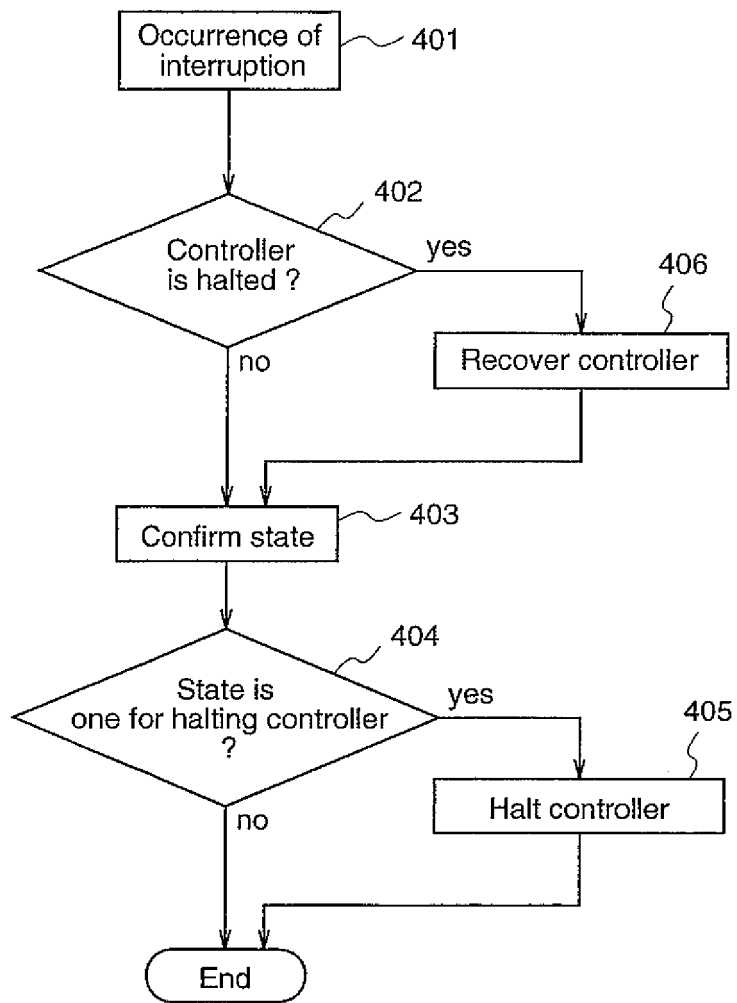 Occurrence of
interruption
401
402
Controller
is halted ?
yes
406
Recover controller
no
Confirm state
403
404
State is
one for halting controller
?
yes
405
Halt controller
no
End